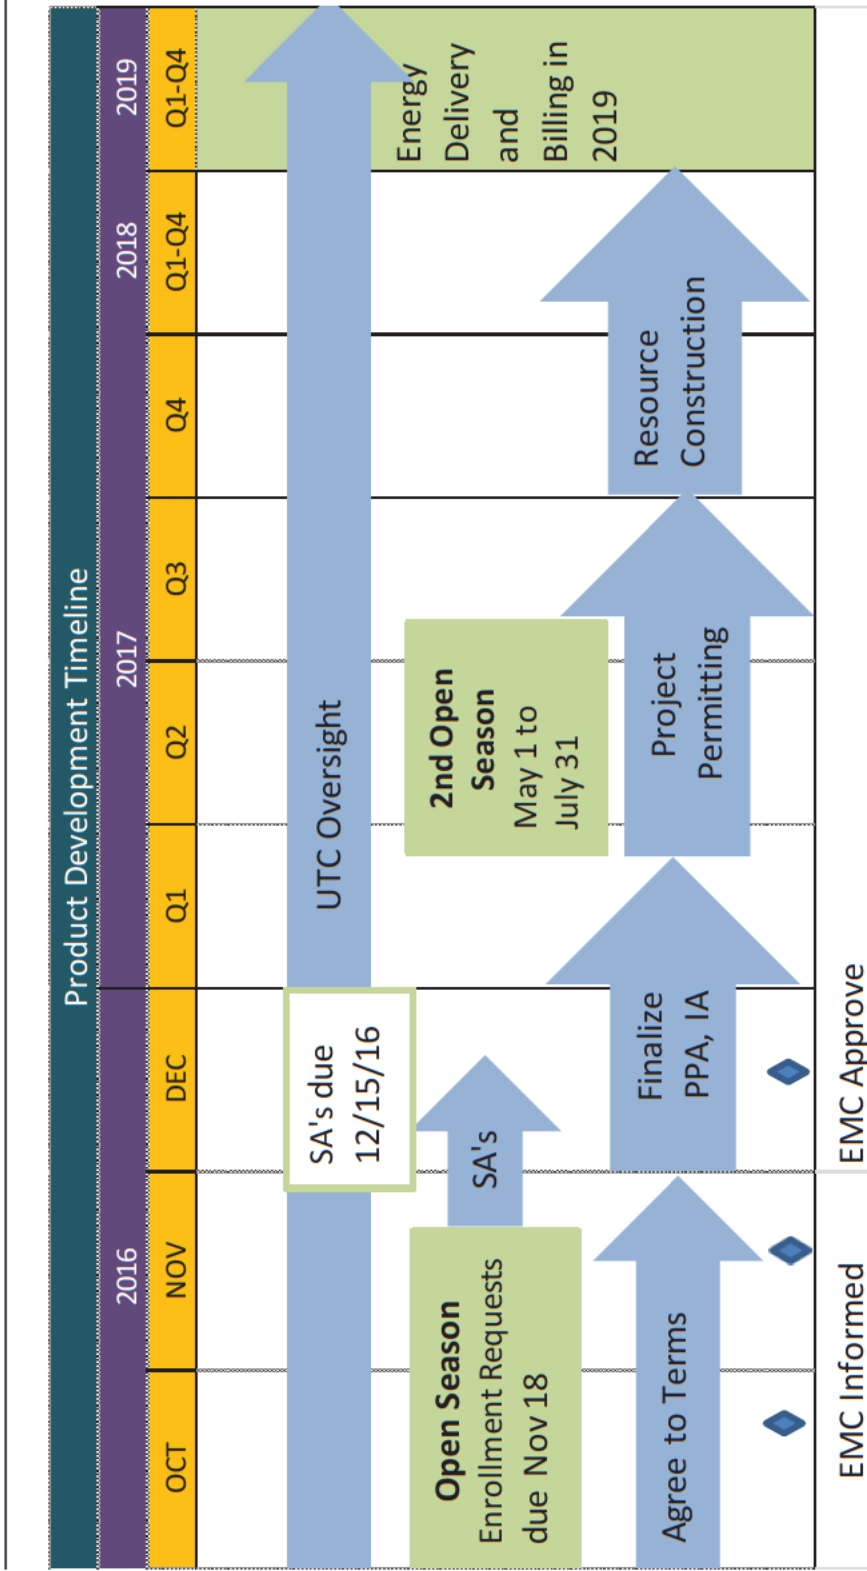 Product Development Timeline
2016
2017
2018
2019
OCT
NOV
DEC
Q1
Q2
Q3
Q4
Q1-Q4
Q1-Q4
UTC Oversight
SA's due
12/15/16
Open Season
Enrollment Requests
due Nov 18
SA's
2nd Open
Season
May 1 to
July 31
Energy
Delivery
and
Billing in
2019
Agree to Terms
Finalize
PPA, IA
Project
Permitting
Resource
Construction
EMC Informed
EMC Approve